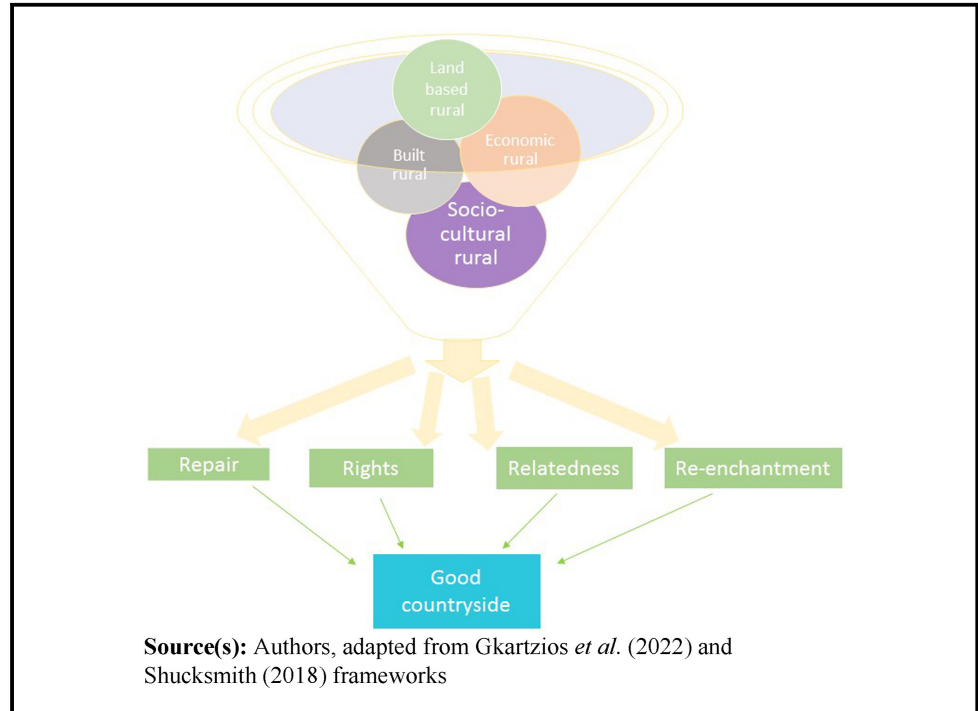 Land
based
rural
Economic
rural
Built
rural
Socio-
cultural
rural
Repair
Rights
Relatedness
Re-enchantment
Good
countryside
Source(s): Authors, adapted from Gkartzios et al. (2022) and
Shucksmith (2018) frameworks